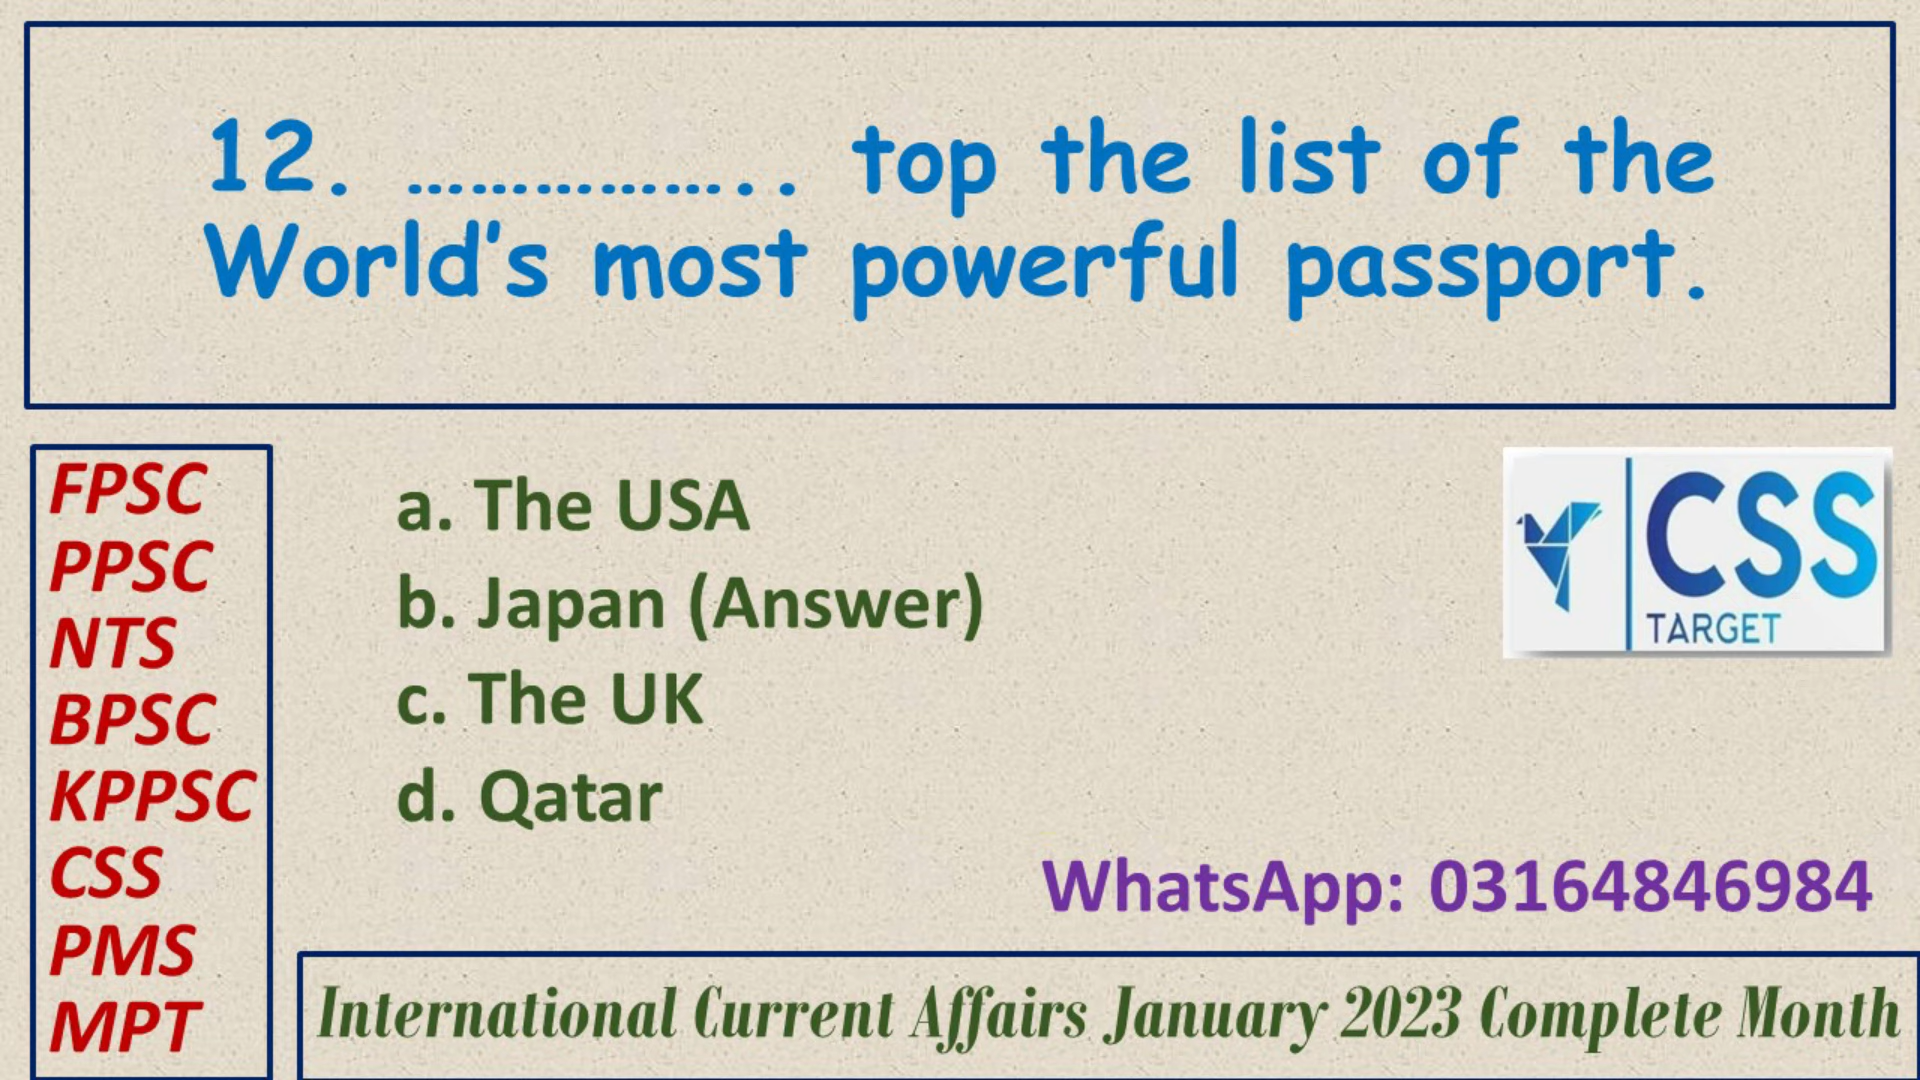 12. …………….. top the list of the
World's most powerful passport.
FPSC
PPSC
NTS
BPSC
KPPSC
CSS
PMS
MPT
a. The USA
b. Japan (Answer)
c. The UK
d. Qatar
CSS
TARGET
WhatsApp: 03164846984
International Current Affairs January 2023 Complete Month